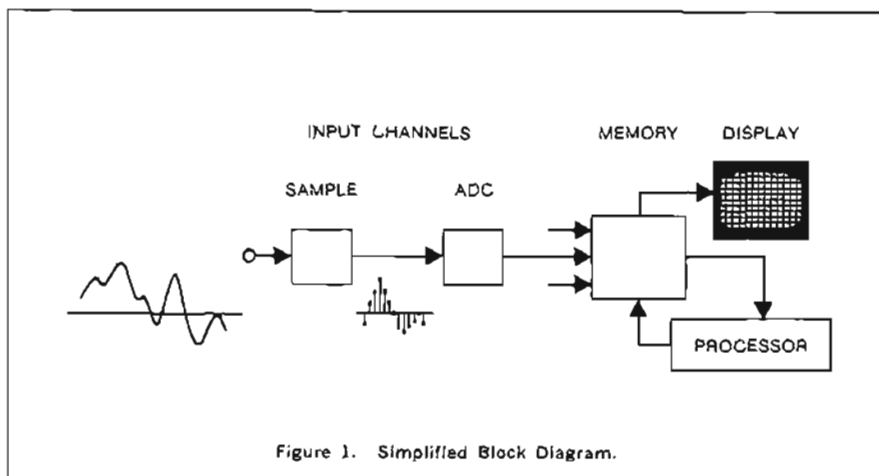 INPUT CHANNELS MEMORY DISPLAY
SAMPLE ADC
PROCESSOR
Figure 1. Simplified Block Diagram.